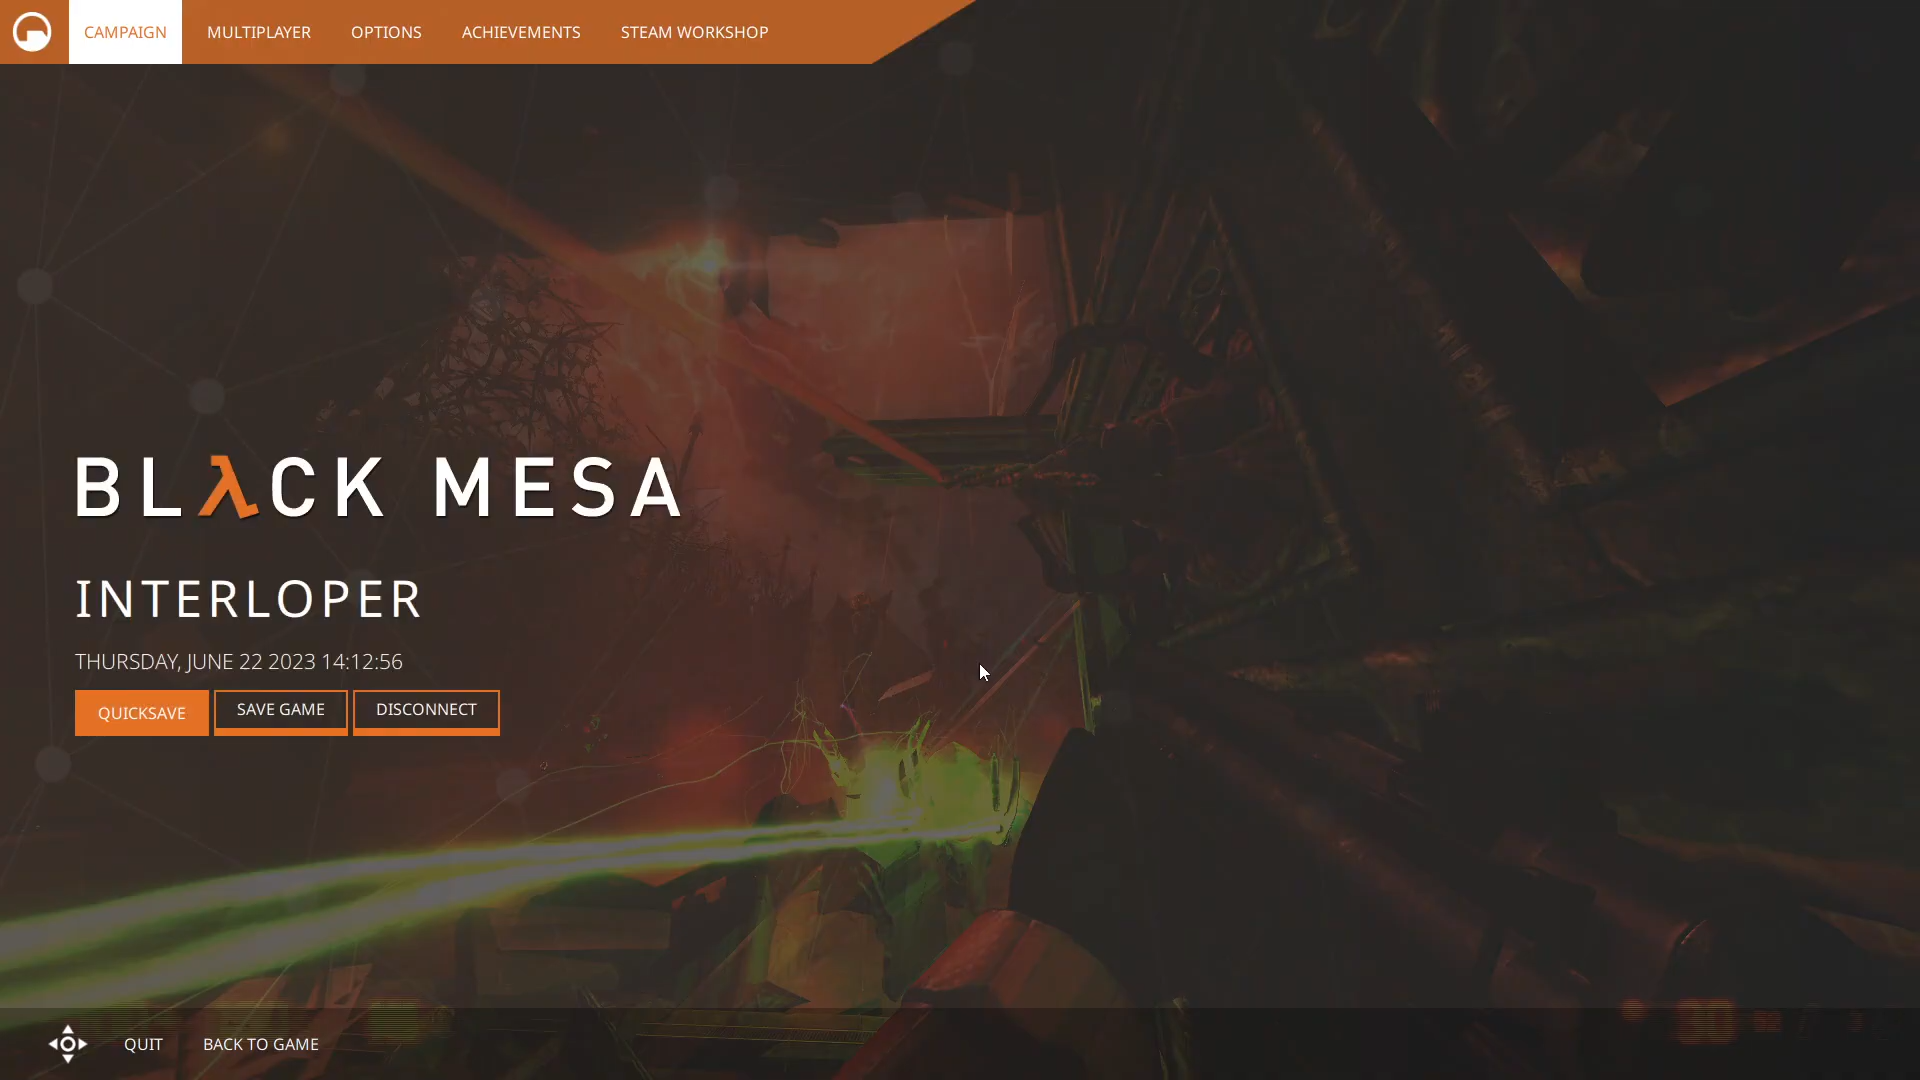 CAMPAIGN MULTIPLAYER OPTIONS ACHIEVEMENTS STEAM WORKSHOP
BLλCK MESA
INTERLOPER
THURSDAY, JUNE 22 2023 14:12:56
QUICKSAVE SAVE GAME DISCONNECT
QUIT BACK TO GAME